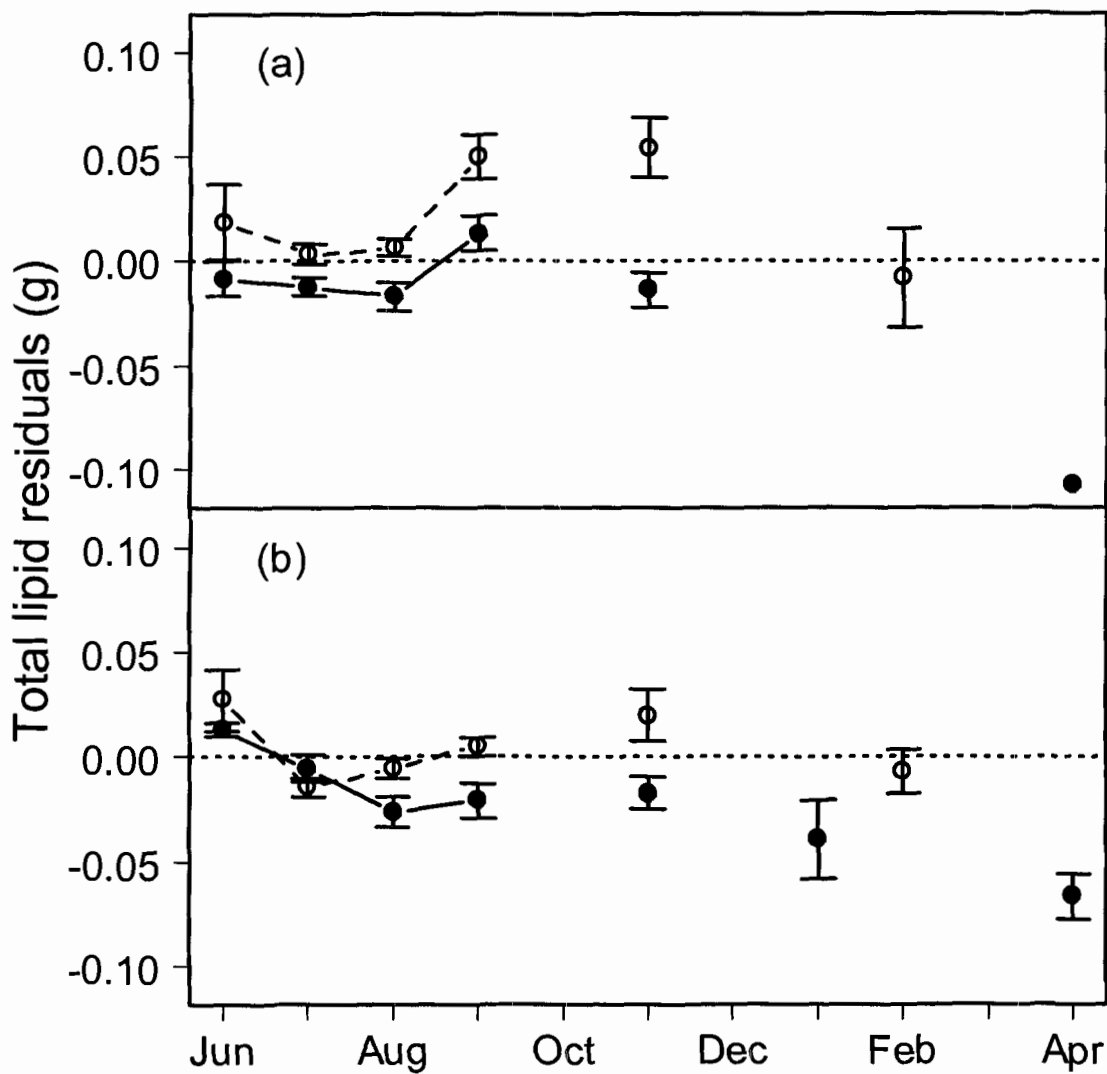 Total lipid residuals (g)
(a)
0.10
0.05
0.00
-0.05
-0.10
(b)
0.10
0.05
0.00
-0.05
-0.10
Jun Aug Oct Dec Feb Apr